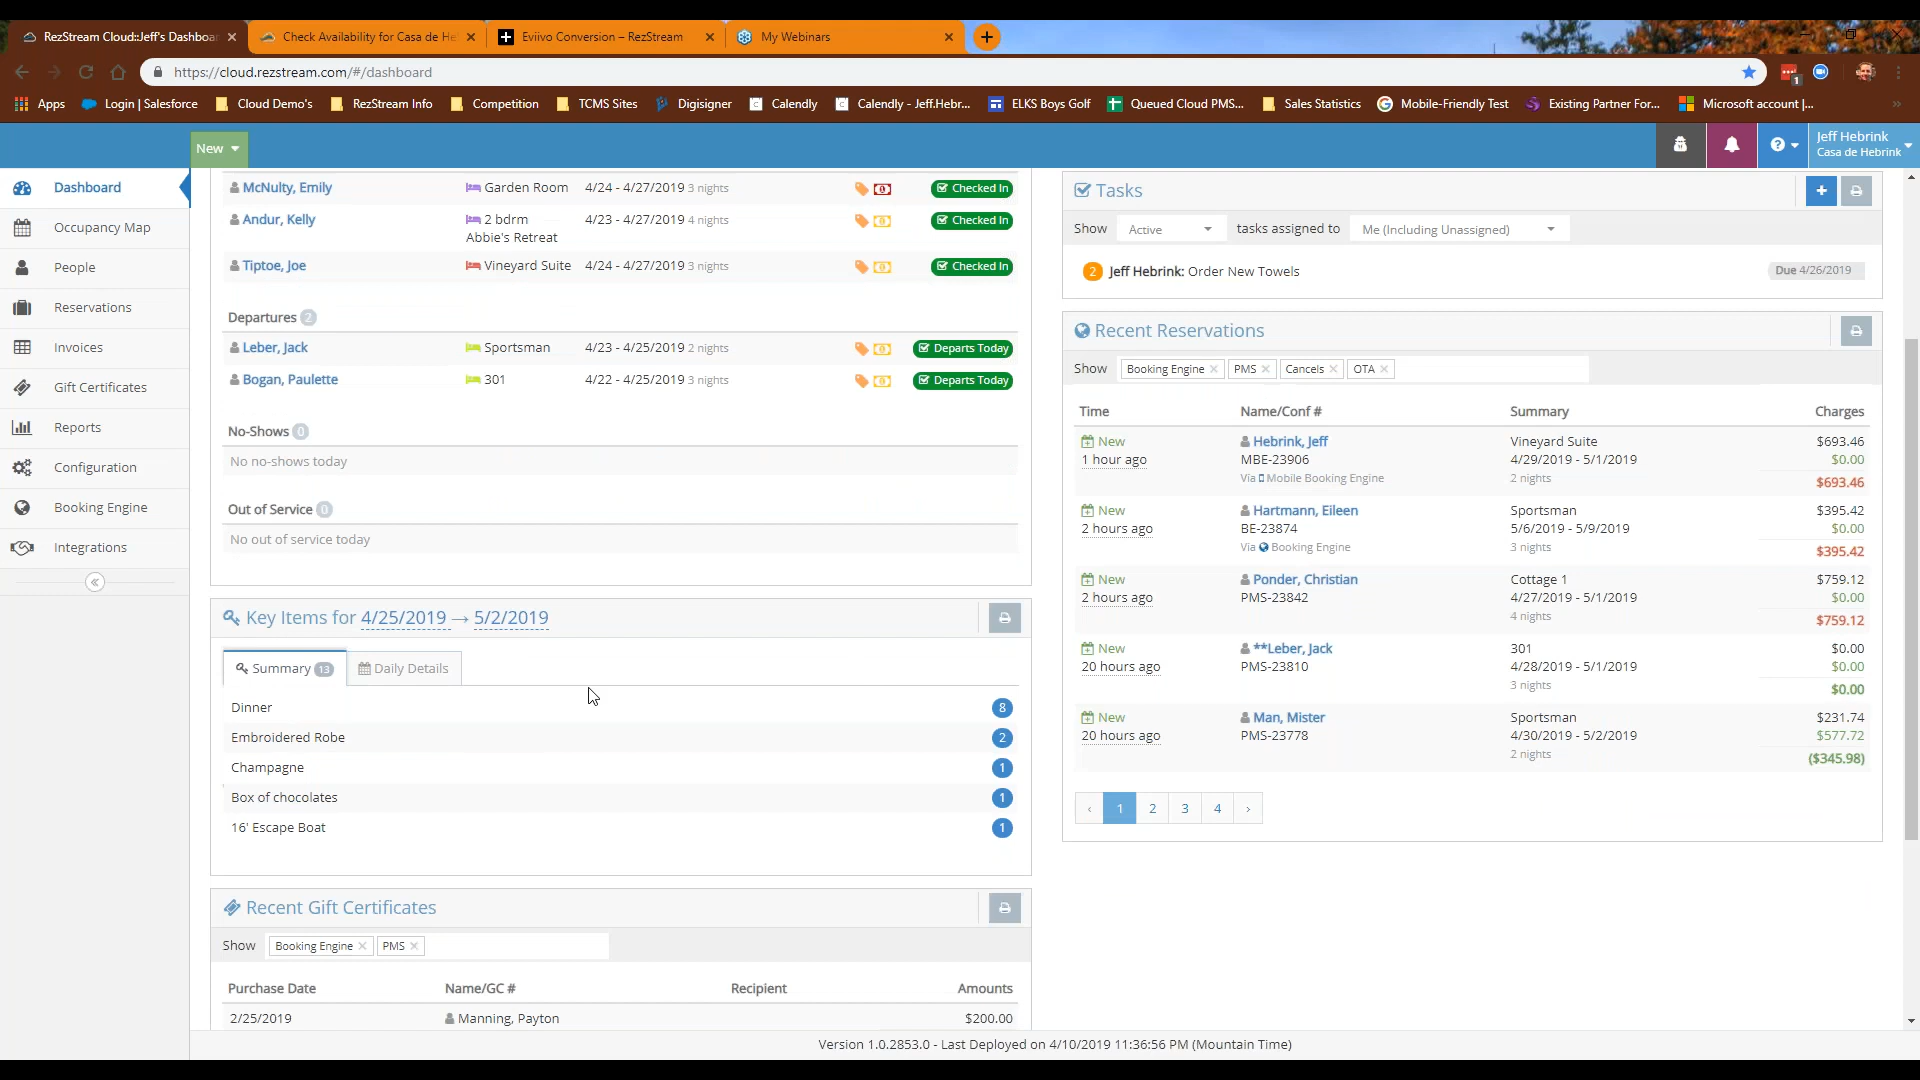 RezStream Cloud::Jeff's Dashboa
Check Availability for Casa de He
Eviivo Conversion – RezStream
My Webinars
https://cloud.rezstream.com/#/dashboard
1
Apps
Login | Salesforce
Cloud Demo's
RezStream Info
Competition
TCMS Sites
Digisigner
Calendly
Calendly - Jeff.Hebr...
ELKS Boys Golf
Queued Cloud PMS...
Sales Statistics
Mobile-Friendly Test
Existing Partner For...
Microsoft account |...
New
Jeff Hebrink
Casa de Hebrink
Dashboard
Occupancy Map
People
Reservations
Invoices
Gift Certificates
Reports
Configuration
Booking Engine
Integrations
McNulty, Emily Garden Room 4/24 - 4/27/2019 3 nights Checked In
Andur, Kelly 2 bdrm 4/23 - 4/27/2019 4 nights Checked In
Abbie's Retreat
Tiptoe, Joe Vineyard Suite 4/24 - 4/27/2019 3 nights Checked In
Departures 2
Leber, Jack Sportsman 4/23 - 4/25/2019 2 nights Departs Today
Bogan, Paulette 301 4/22 - 4/25/2019 3 nights Departs Today
No-Shows 0
No no-shows today
Out of Service 0
No out of service today
Key Items for 4/25/2019 → 5/2/2019
Summary 13 Daily Details
Dinner 8
Embroidered Robe 2
Champagne 1
Box of chocolates 1
16' Escape Boat 1
Recent Gift Certificates
Show Booking Engine × PMS ×
Purchase Date Name/GC # Recipient Amounts
2/25/2019 Manning, Payton $200.00
Tasks
Show Active tasks assigned to Me (Including Unassigned)
2 Jeff Hebrink: Order New Towels Due 4/26/2019
Recent Reservations
Show Booking Engine × PMS × Cancels × OTA ×
Time Name/Conf # Summary Charges
New Hebrink, Jeff Vineyard Suite $693.46
1 hour ago MBE-23906 4/29/2019 - 5/1/2019 $0.00
Via Mobile Booking Engine 2 nights $693.46
New Hartmann, Eileen Sportsman $395.42
2 hours ago BE-23874 5/6/2019 - 5/9/2019 $0.00
Via Booking Engine 3 nights $395.42
New Ponder, Christian Cottage 1 $759.12
2 hours ago PMS-23842 4/27/2019 - 5/1/2019 $0.00
4 nights $759.12
New **Leber, Jack 301 $0.00
20 hours ago PMS-23810 4/28/2019 - 5/1/2019 $0.00
3 nights $0.00
New Man, Mister Sportsman $231.74
20 hours ago PMS-23778 4/30/2019 - 5/2/2019 $577.72
2 nights ($345.98)
‹ 1 2 3 4 ›
Version 1.0.2853.0 - Last Deployed on 4/10/2019 11:36:56 PM (Mountain Time)